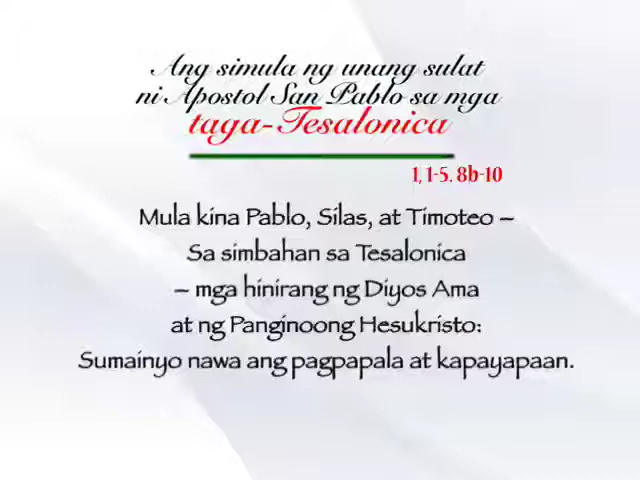 Ang simula ng unang sulat
ni Apostol San Pablo sa mga
taga-Tesalonica
1, 1-5. 8b-10
Mula kina Pablo, Silas, at Timoteo –
Sa simbahan sa Tesalonica
– mga hinirang ng Diyos Ama
at ng Panginoong Hesukristo:
Sumainyo nawa ang pagpapala at kapayapaan.